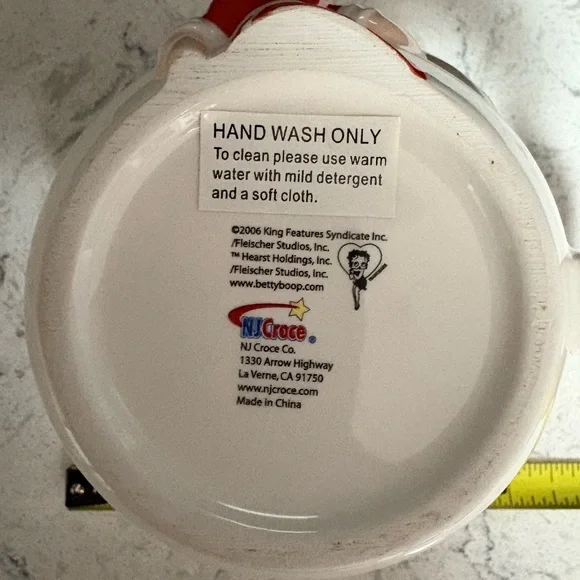 HAND WASH ONLY
To clean please use warm
water with mild detergent
and a soft cloth.
©2006 King Features Syndicate Inc.
/Fleischer Studios, Inc.
™ Hearst Holdings, Inc.
/Fleischer Studios, Inc.
www.bettyboop.com
NJCroce ®
NJ Croce Co.
1330 Arrow Highway
La Verne, CA 91750
www.njcroce.com
Made in China